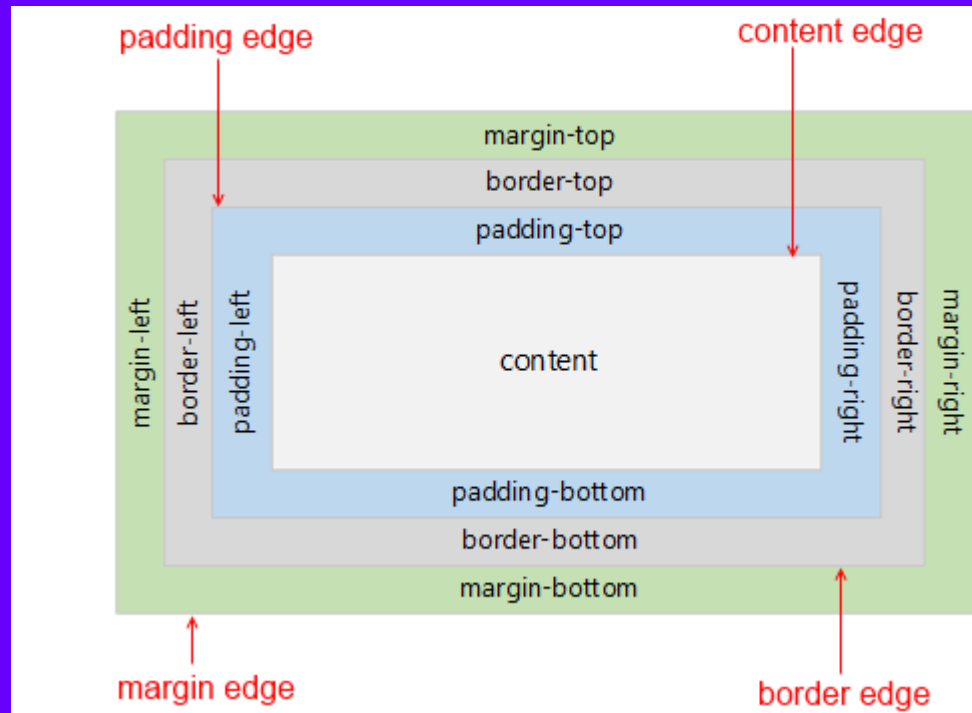 padding edge
content edge
margin-top
border-top
padding-top
margin-left
border-left
padding-left
content
padding-right
border-right
margin-right
padding-bottom
border-bottom
margin-bottom
margin edge
border edge